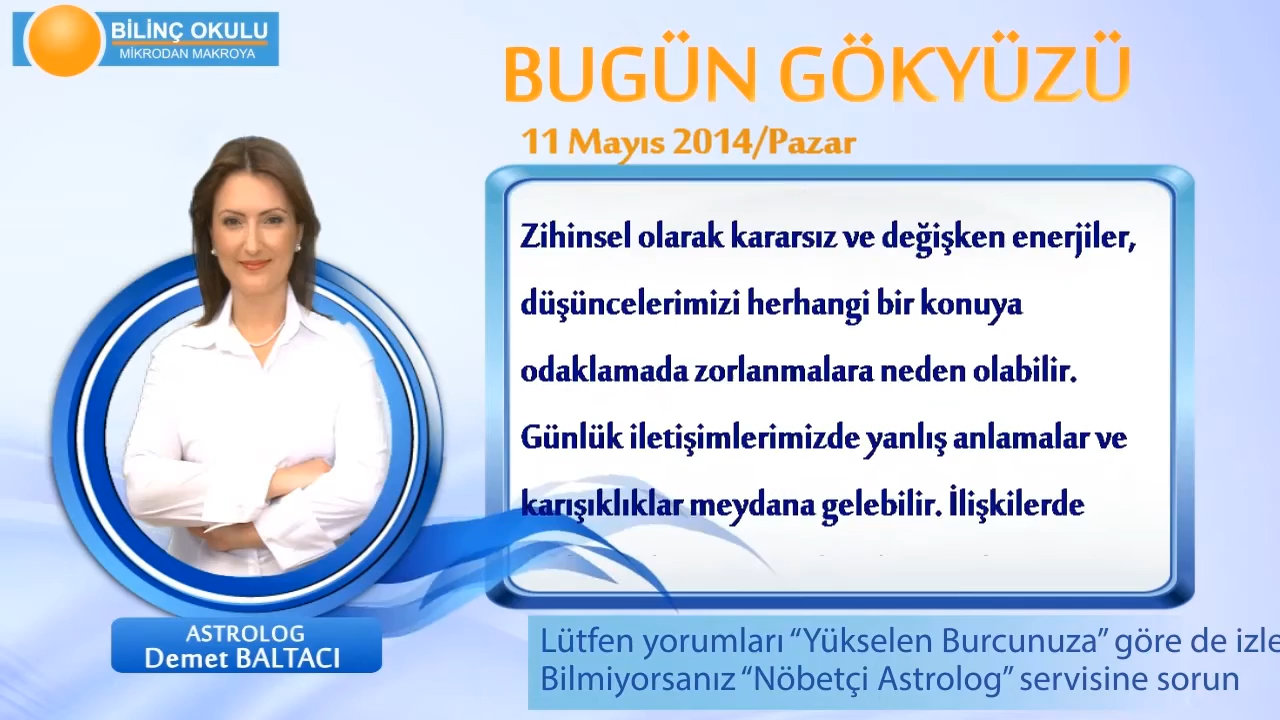 BİLİNÇ OKULU
MİKRODAN MAKROYA
BUGÜN GÖKYÜZÜ
11 Mayıs 2014/Pazar
Zihinsel olarak kararsız ve değişken enerjiler,
düşüncelerimizi herhangi bir konuya
odaklamada zorlanmalara neden olabilir.
Günlük iletişimlerimizde yanlış anlamalar ve
karışıklıklar meydana gelebilir. İlişkilerde
ASTROLOG
Demet BALTACI
Lütfen yorumları “Yükselen Burcunuza” göre de izle
Bilmiyorsanız “Nöbetçi Astrolog” servisine sorun